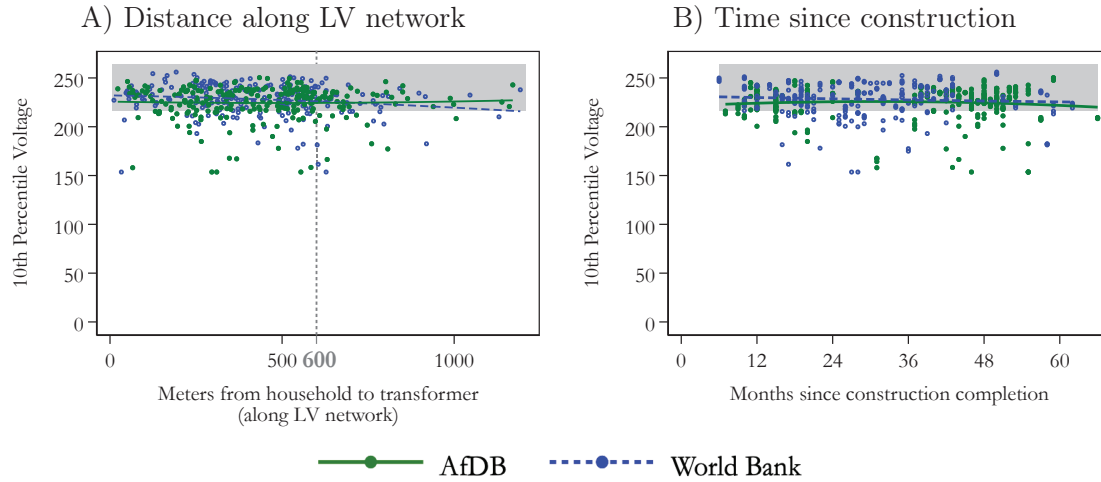 A) Distance along LV network
10th Percentile Voltage
250
200
150
100
50
0
0
500
600
1000
Meters from household to transformer
(along LV network)
B) Time since construction
10th Percentile Voltage
250
200
150
100
50
0
0
12
24
36
48
60
Months since construction completion
AfDB
World Bank